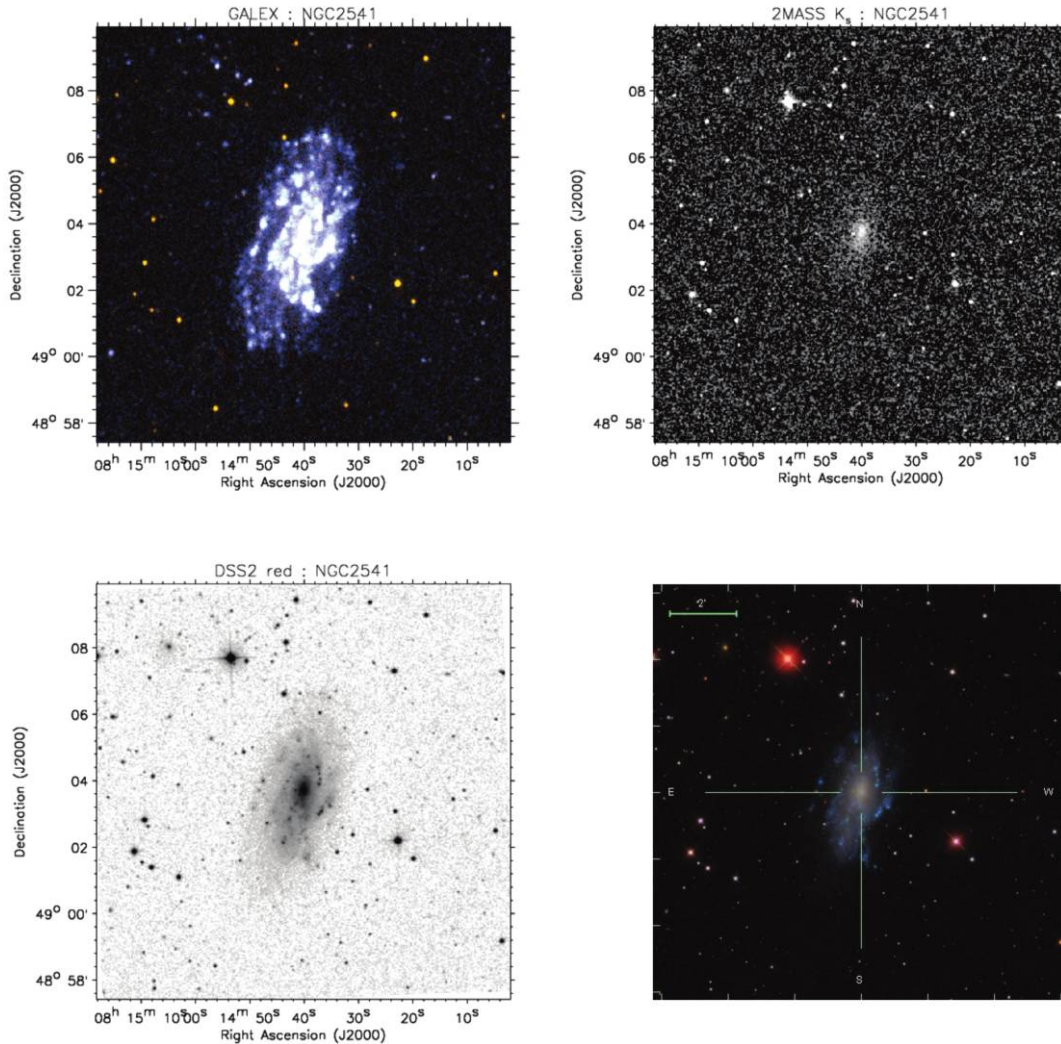 GALEX : NGC2541
Declination (J2000)
08
06
04
02
49° 00'
48° 58'
08ʰ 15ᵐ 10ˢ 00ˢ 14ᵐ 50ˢ 40ˢ 30ˢ 20ˢ 10ˢ
Right Ascension (J2000)
2MASS Kₛ : NGC2541
Declination (J2000)
08
06
04
02
49° 00'
48° 58'
08ʰ 15ᵐ 10ˢ 00ˢ 14ᵐ 50ˢ 40ˢ 30ˢ 20ˢ 10ˢ
Right Ascension (J2000)
DSS2 red : NGC2541
Declination (J2000)
08
06
04
02
49° 00'
48° 58'
08ʰ 15ᵐ 10ˢ 00ˢ 14ᵐ 50ˢ 40ˢ 30ˢ 20ˢ 10ˢ
Right Ascension (J2000)
2'
N
E
W
S